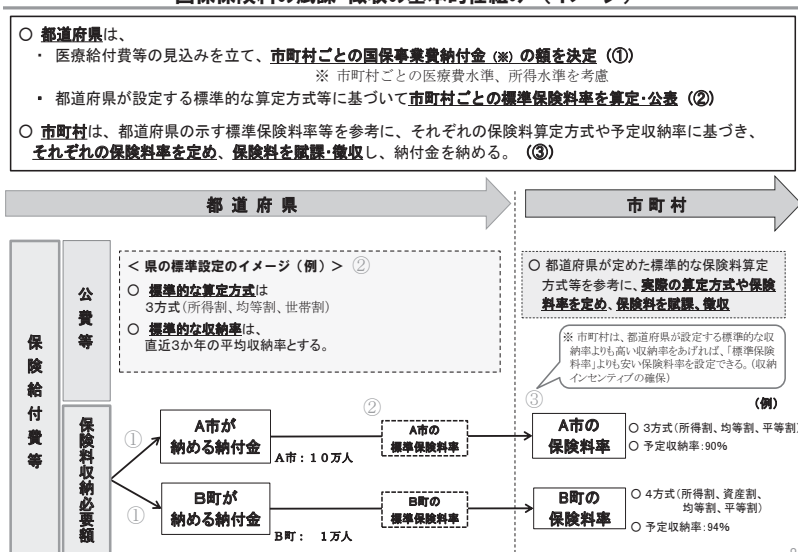 国保保険料の賦課・徴収の基本的仕組み（イメージ）
○ 都道府県は、
・ 医療給付費等の見込みを立て、市町村ごとの国保事業費納付金（※）の額を決定（①）
※ 市町村ごとの医療費水準、所得水準を考慮
・ 都道府県が設定する標準的な算定方式等に基づいて市町村ごとの標準保険料率を算定・公表（②）
○ 市町村は、都道府県の示す標準保険料率等を参考に、それぞれの保険料算定方式や予定収納率に基づき、
それぞれの保険料率を定め、保険料を賦課・徴収し、納付金を納める。（③）
都道府県
市町村
保険給付費等
公費等
保険料収納必要額
＜県の標準設定のイメージ（例）＞ ②
○ 標準的な算定方式は
3方式（所得割、均等割、世帯割）
○ 標準的な収納率は、
直近3か年の平均収納率とする。
○ 都道府県が定めた標準的な保険料算定
方式等を参考に、実際の算定方式や保険
料率を定め、保険料を賦課、徴収
※ 市町村は、都道府県が設定する標準的な収
納率よりも高い収納率をあげれば、「標準保険
料率」よりも安い保険料率を設定できる。（収納
インセンティブの確保）
（例）
①
A市が
納める納付金
A市：10万人
②
A市の
標準保険料率
③
A市の
保険料率
○ 3方式（所得割、均等割、平等割）
○ 予定収納率：90%
①
B町が
納める納付金
B町： 1万人
B町の
標準保険料率
B町の
保険料率
○ 4方式（所得割、資産割、
均等割、平等割）
○ 予定収納率：94%